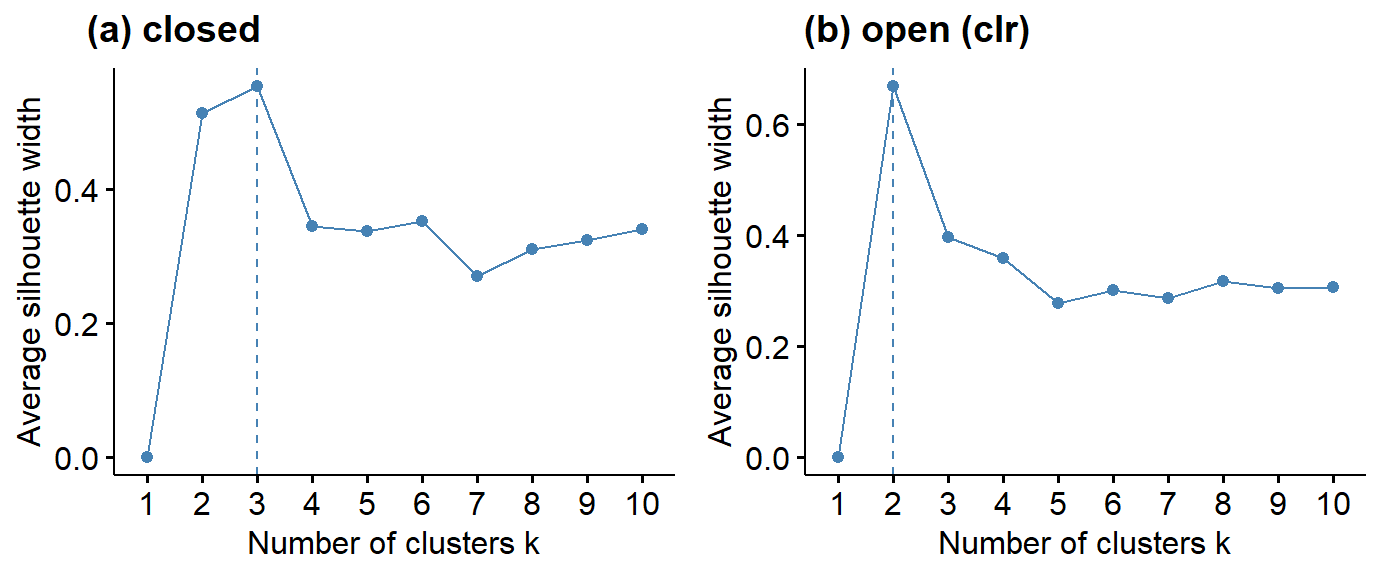 (a) closed
Average silhouette width
0.4
0.2
0.0
1 2 3 4 5 6 7 8 9 10
Number of clusters k
(b) open (clr)
Average silhouette width
0.6
0.4
0.2
0.0
1 2 3 4 5 6 7 8 9 10
Number of clusters k